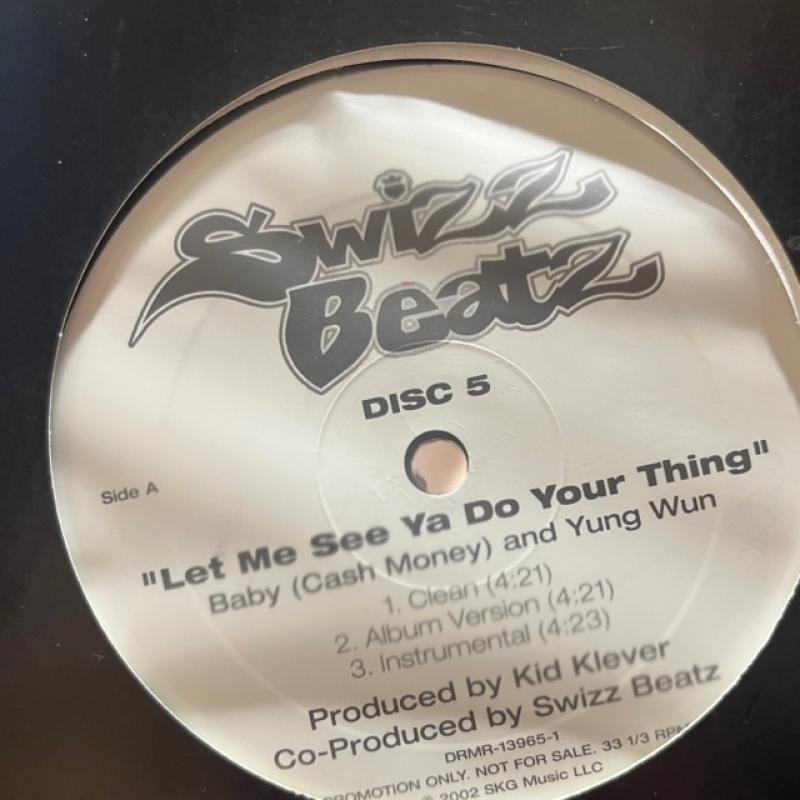 Swizz
Beatz
DISC 5
Side A
"Let Me See Ya Do Your Thing"
Baby (Cash Money) and Yung Wun
1. Clean (4:21)
2. Album Version (4:21)
3. Instrumental (4:23)
Produced by Kid Klever
Co-Produced by Swizz Beatz
DRMR-13965-1
PROMOTION ONLY. NOT FOR SALE. 33 1/3 RPM
℗ 2002 SKG Music LLC